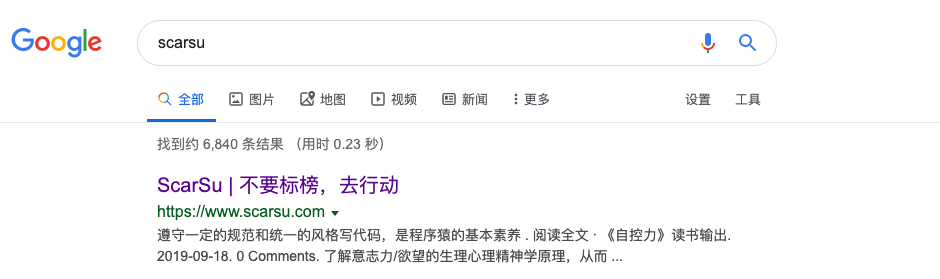 Google scarsu
全部 图片 地图 视频 新闻 更多 设置 工具
找到约 6,840 条结果 （用时 0.23 秒）
ScarSu | 不要标榜，去行动
https://www.scarsu.com
遵守一定的规范和统一的风格写代码，是程序猿的基本素养 . 阅读全文 · 《自控力》读书输出.
2019-09-18. 0 Comments. 了解意志力/欲望的生理心理精神学原理，从而 ...